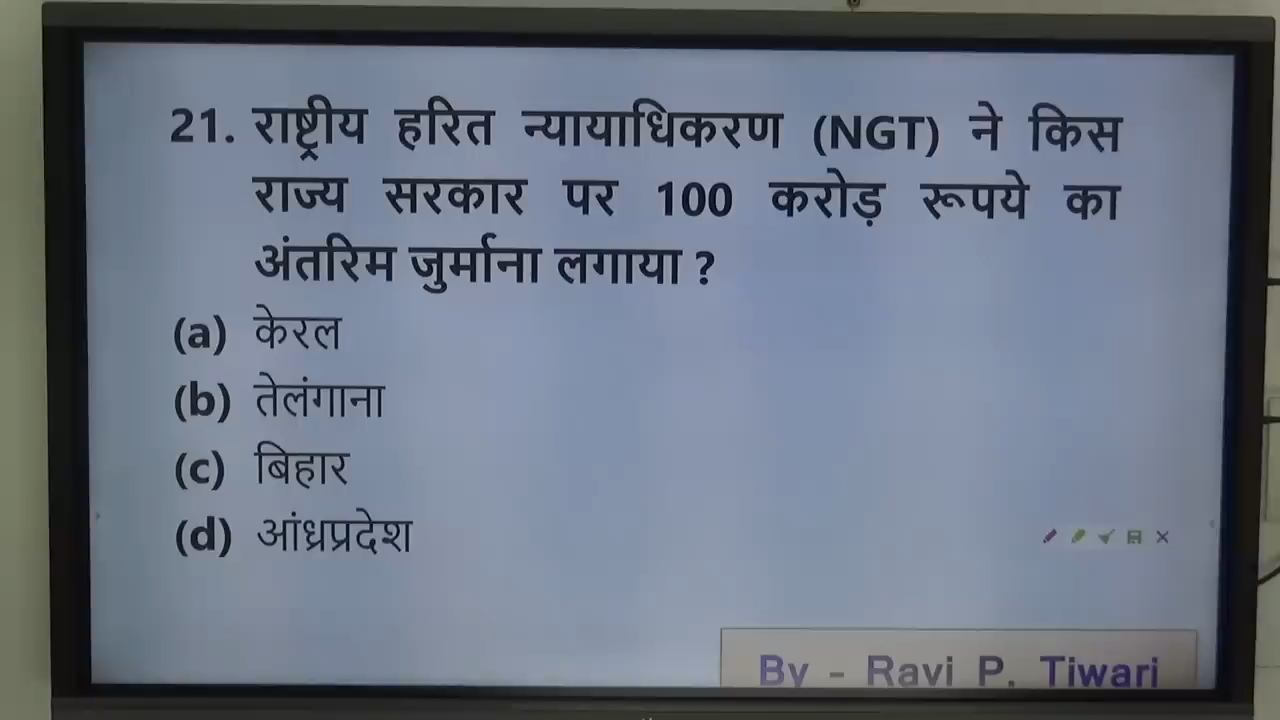 21. राष्ट्रीय हरित न्यायाधिकरण (NGT) ने किस
राज्य सरकार पर 100 करोड़ रूपये का
अंतरिम जुर्माना लगाया ?
(a) केरल
(b) तेलंगाना
(c) बिहार
(d) आंध्रप्रदेश
By - Ravi P. Tiwari